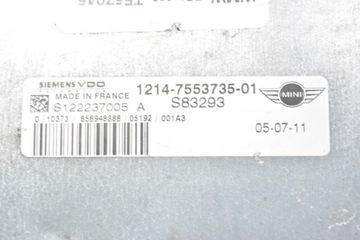 SIEMENS VDO
MADE IN FRANCE
1214-7553735-01
S122237005 A
S83293
MINI
0 10373 856948388 05192 / 001A3
05-07-11